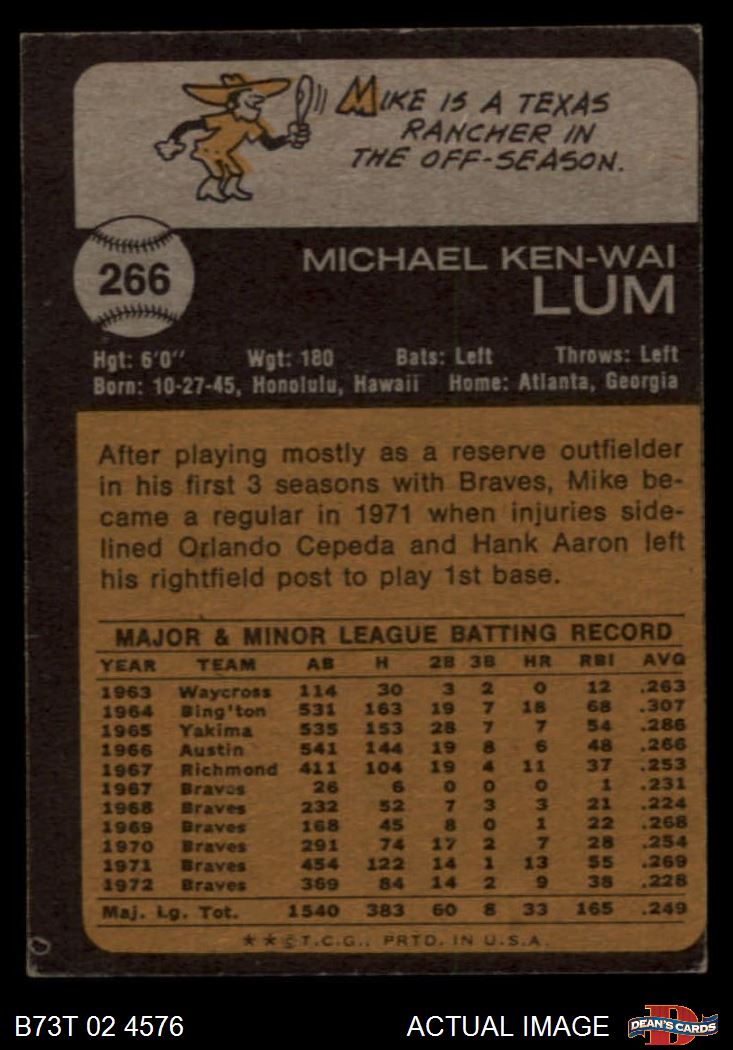 MIKE IS A TEXAS
RANCHER IN
THE OFF-SEASON.
266
MICHAEL KEN-WAI
LUM
Hgt: 6'0" Wgt: 180 Bats: Left Throws: Left
Born: 10-27-45, Honolulu, Hawaii Home: Atlanta, Georgia
After playing mostly as a reserve outfielder
in his first 3 seasons with Braves, Mike be-
came a regular in 1971 when injuries side-
lined Orlando Cepeda and Hank Aaron left
his rightfield post to play 1st base.
MAJOR & MINOR LEAGUE BATTING RECORD
YEAR TEAM AB H 2B 3B HR RBI AVG
1963 Waycross 114 30 3 2 0 12 .263
1964 Bing'ton 531 163 19 7 18 68 .307
1965 Yakima 535 153 28 7 7 54 .286
1966 Austin 541 144 19 8 6 48 .266
1967 Richmond 411 104 19 4 11 37 .253
1967 Braves 26 6 0 0 0 1 .231
1968 Braves 232 52 7 3 3 21 .224
1969 Braves 168 45 8 0 1 22 .268
1970 Braves 291 74 17 2 7 28 .254
1971 Braves 454 122 14 1 13 55 .269
1972 Braves 369 84 14 2 9 38 .228
Maj. Lg. Tot. 1540 383 60 8 33 165 .249
**©T.C.G., PRTD. IN U.S.A.
B73T 02 4576 ACTUAL IMAGE DEAN'S CARDS